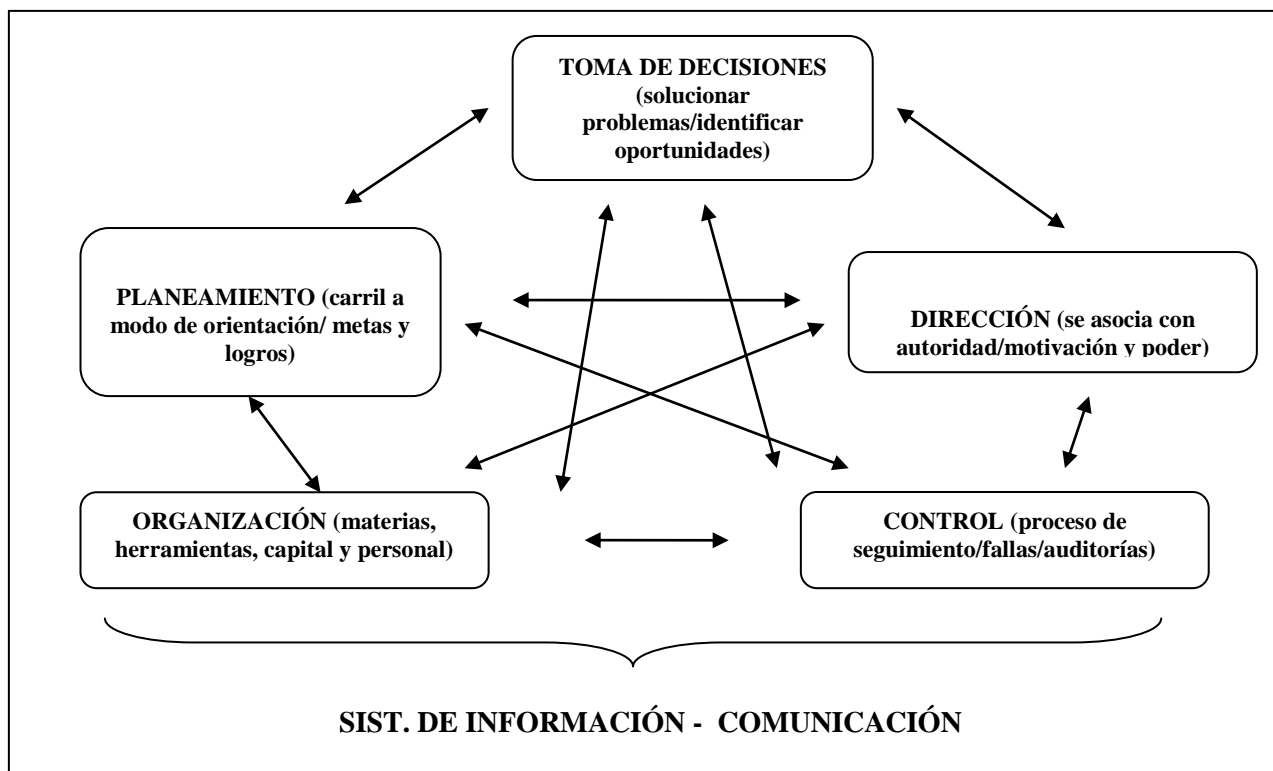 TOMA DE DECISIONES
(solucionar
problemas/identificar
oportunidades)
PLANEAMIENTO (carril a
modo de orientación/ metas y
logros)
DIRECCIÓN (se asocia con
autoridad/motivación y poder)
ORGANIZACIÓN (materias,
herramientas, capital y personal)
CONTROL (proceso de
seguimiento/fallas/auditorías)
SIST. DE INFORMACIÓN - COMUNICACIÓN